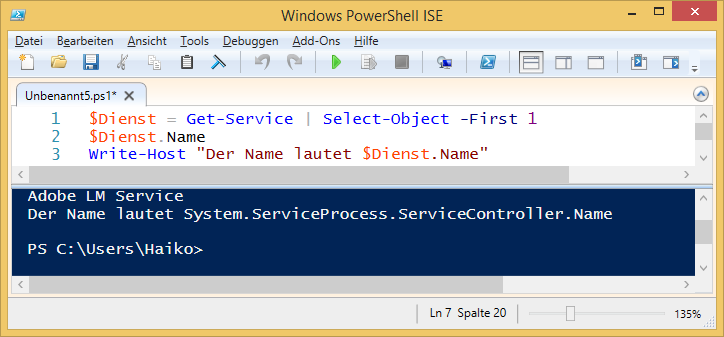 Windows PowerShell ISE
Datei Bearbeiten Ansicht Tools Debuggen Add-Ons Hilfe
Unbenannt5.ps1*
1 $Dienst = Get-Service | Select-Object -First 1
2 $Dienst.Name
3 Write-Host "Der Name lautet $Dienst.Name"
Adobe LM Service
Der Name lautet System.ServiceProcess.ServiceController.Name
PS C:\Users\Haiko>
Ln 7 Spalte 20 135%